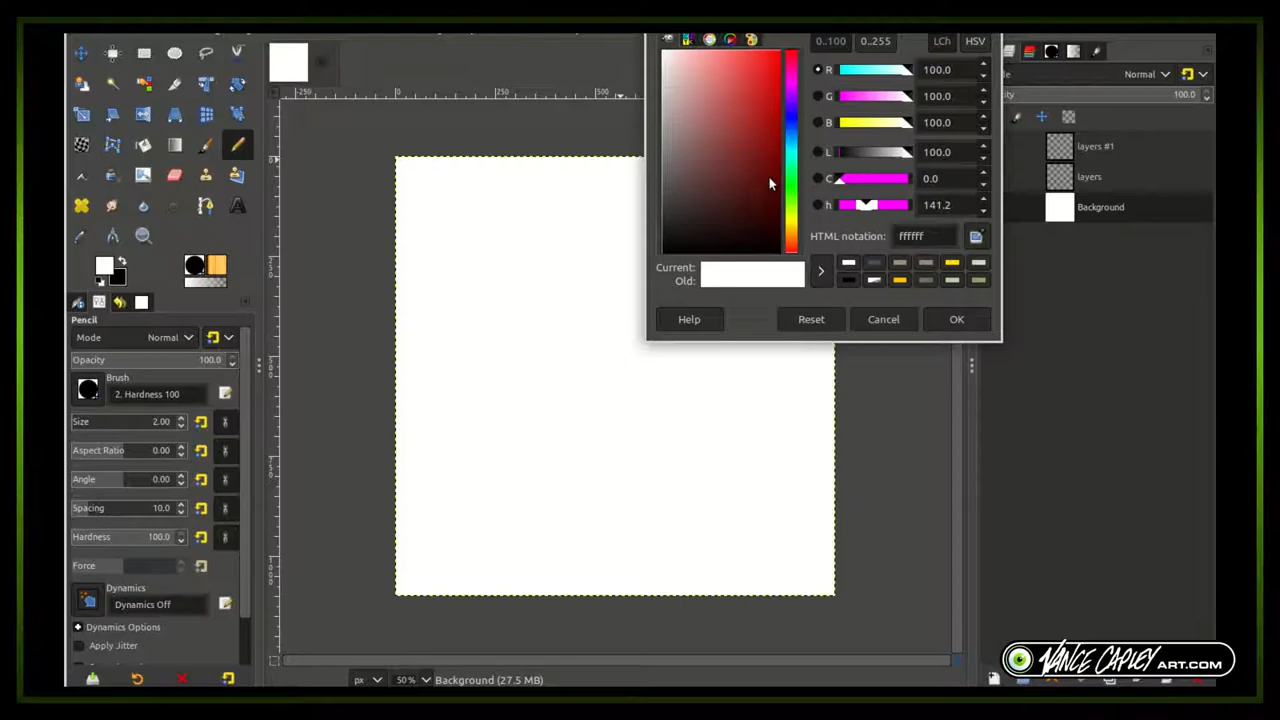 0..100 0..255 LCh HSV
R 100.0
G 100.0
B 100.0
L 100.0
C 0.0
h 141.2
HTML notation: ffffff
Current:
Old:
Help Reset Cancel OK
-250 0 250 500
Normal
100.0
layers #1
layers
Background
Pencil
Mode Normal
Opacity 100.0
Brush
2. Hardness 100
Size 2.00
Aspect Ratio 0.00
Angle 0.00
Spacing 10.0
Hardness 100.0
Force
Dynamics
Dynamics Off
Dynamics Options
Apply Jitter
px 50% Background (27.5 MB)
VANCE CAPLEY ART.COM